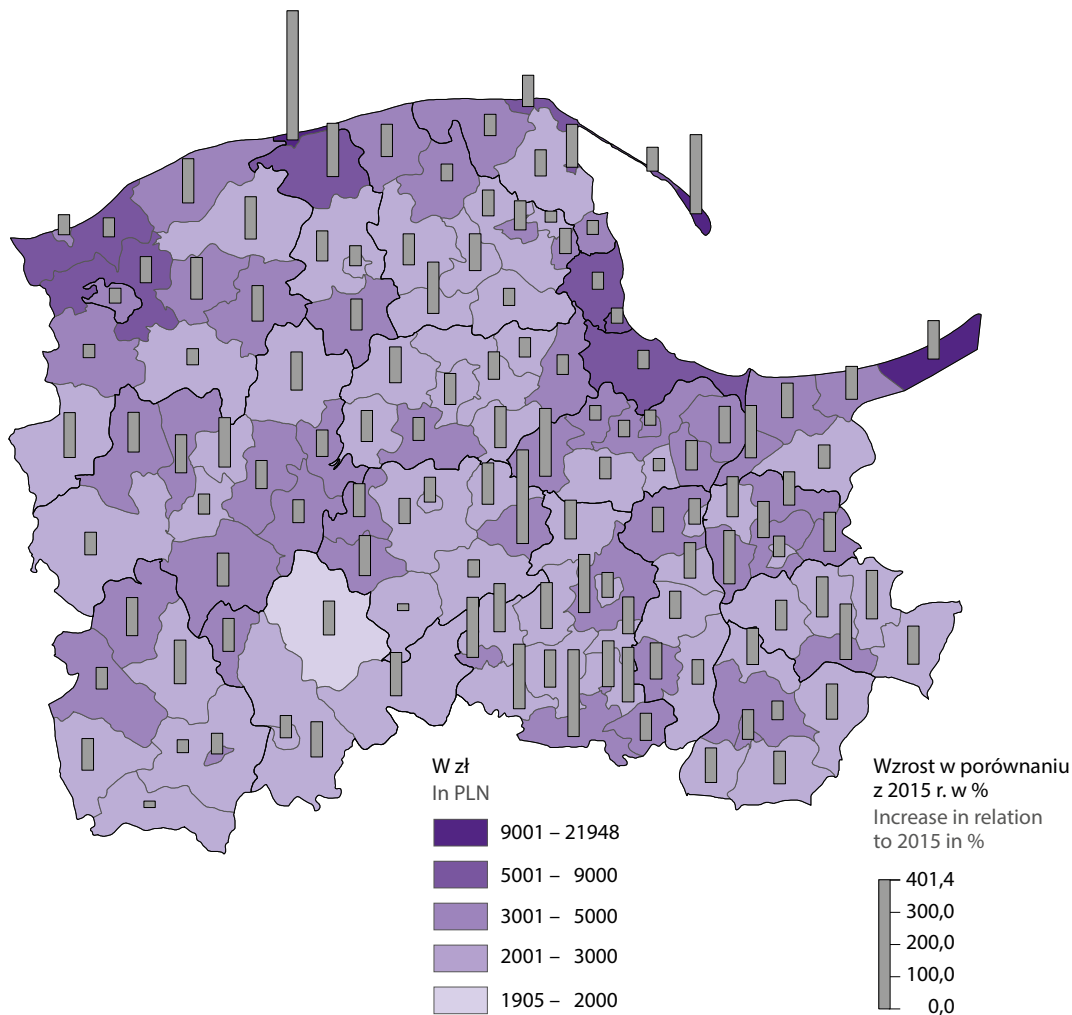 W zł
In PLN
9001 – 21948
5001 – 9000
3001 – 5000
2001 – 3000
1905 – 2000
Wzrost w porównaniu
z 2015 r. w %
Increase in relation
to 2015 in %
401,4
300,0
200,0
100,0
0,0